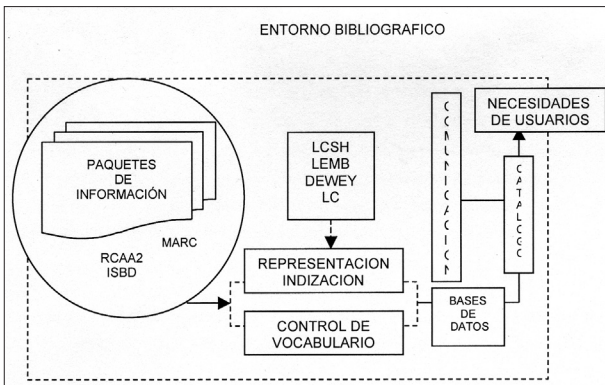 ENTORNO BIBLIOGRAFICO
PAQUETES
DE
INFORMACIÓN
MARC
RCAA2
ISBD
LCSH
LEMB
DEWEY
LC
REPRESENTACION
INDIZACION
CONTROL DE
VOCABULARIO
COMUNICACION
BASES
DE
DATOS
CATALOGO
NECESIDADES
DE USUARIOS